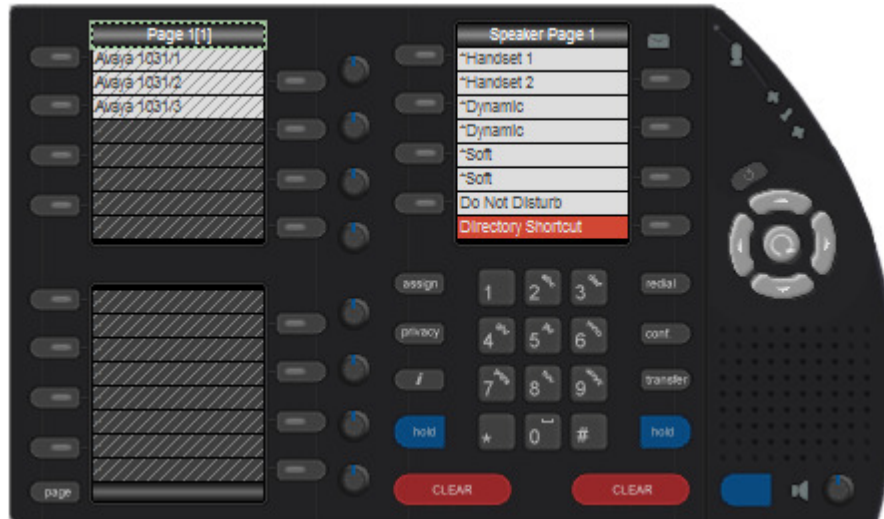 Page 1[1]
Avaya 1031/1
Avaya 1031/2
Avaya 1031/3
Speaker Page 1
*Handset 1
*Handset 2
*Dynamic
*Dynamic
*Soft
*Soft
Do Not Disturb
Directory Shortcut
assign
1
2
3
redial
privacy
4
5
6
conf
i
7
8
9
transfer
hold
*
0
#
hold
page
CLEAR
CLEAR